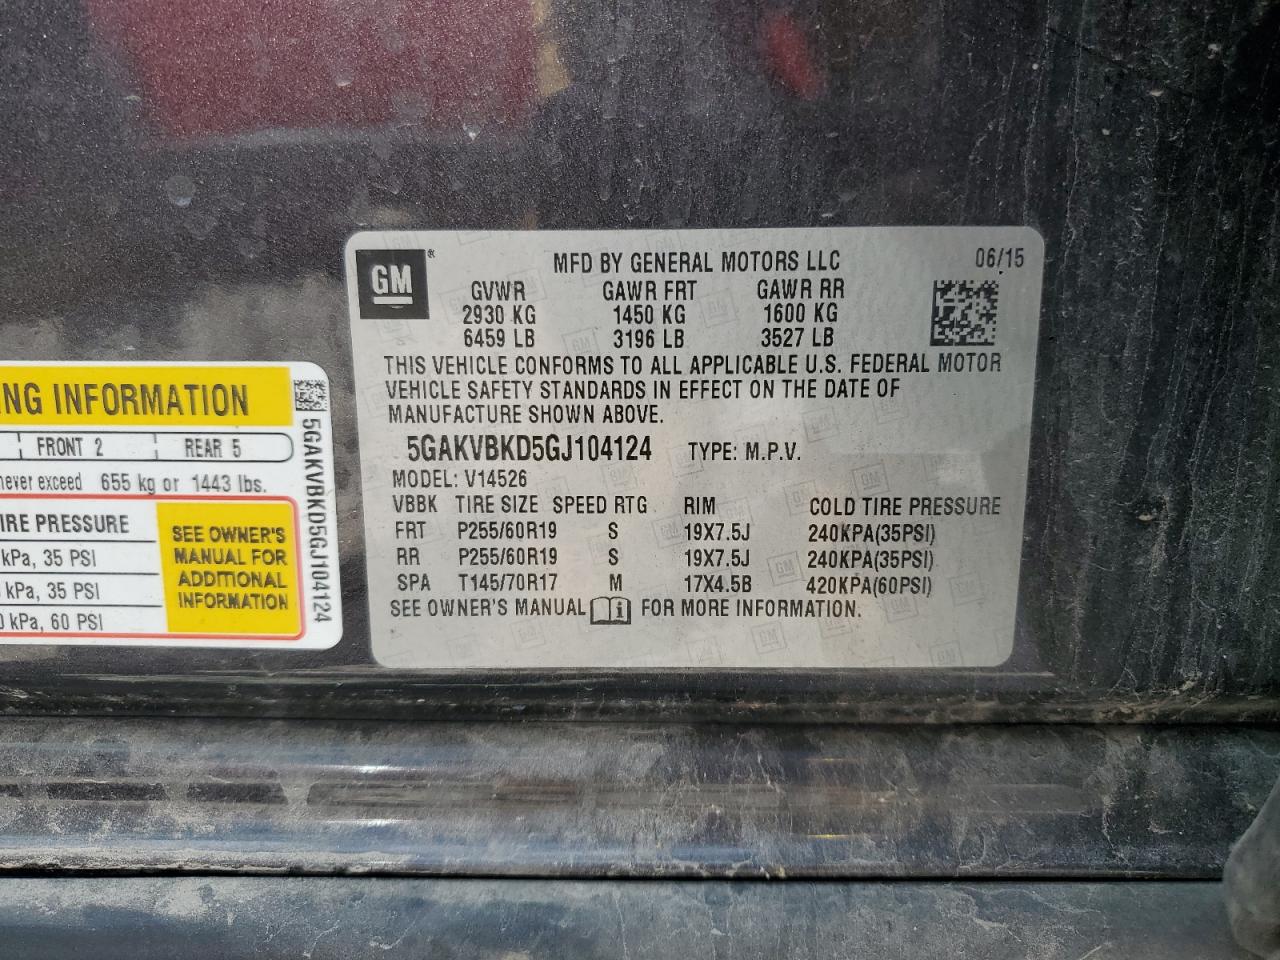 GM ®
MFD BY GENERAL MOTORS LLC 06/15
GVWR GAWR FRT GAWR RR
2930 KG 1450 KG 1600 KG
6459 LB 3196 LB 3527 LB
THIS VEHICLE CONFORMS TO ALL APPLICABLE U.S. FEDERAL MOTOR
VEHICLE SAFETY STANDARDS IN EFFECT ON THE DATE OF
MANUFACTURE SHOWN ABOVE.
5GAKVBKD5GJ104124 TYPE: M.P.V.
MODEL: V14526
VBBK TIRE SIZE SPEED RTG RIM COLD TIRE PRESSURE
FRT P255/60R19 S 19X7.5J 240KPA(35PSI)
RR P255/60R19 S 19X7.5J 240KPA(35PSI)
SPA T145/70R17 M 17X4.5B 420KPA(60PSI)
SEE OWNER'S MANUAL FOR MORE INFORMATION.
NG INFORMATION
FRONT 2 REAR 5
never exceed 655 kg or 1443 lbs.
IRE PRESSURE
kPa, 35 PSI
kPa, 35 PSI
0 kPa, 60 PSI
SEE OWNER'S
MANUAL FOR
ADDITIONAL
INFORMATION
5GAKVBKD5GJ104124